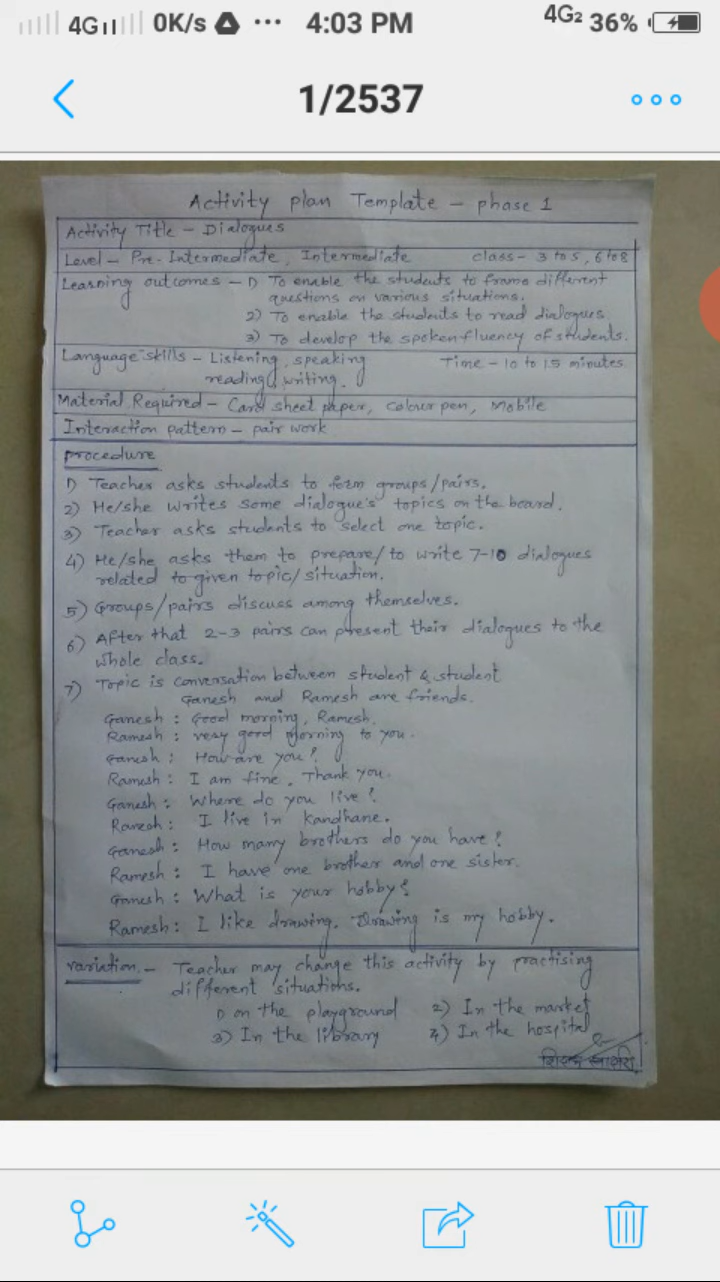 4G 0K/s ... 4:03 PM 4G2 36%
1/2537
Activity plan Template - phase 1
Activity Title - Dialogues
Level - Pre-Intermediate, Intermediate class - 3 to 5, 6 to 8
Learning outcomes - 1) To enable the students to frame different
questions on various situations.
2) To enable the students to read dialogues.
3) To develop the spoken fluency of students.
Language skills - Listening, speaking Time - 10 to 15 minutes
reading, writing.
Material Required - Card sheet paper, colour pen, Mobile
Interaction pattern - pair work
procedure
1) Teacher asks students to form groups/pairs.
2) He/she writes some dialogue's topics on the board.
3) Teacher asks students to select one topic.
4) He/she asks them to prepare/to write 7-10 dialogues
related to given topic/situation.
5) Groups/pairs discuss among themselves.
6) After that 2-3 pairs can present their dialogues to the
whole class.
7) Topic is conversation between student & student
Ganesh and Ramesh are friends.
Ganesh : Good morning, Ramesh.
Ramesh : very good morning to you.
Ganesh : How are you?
Ramesh : I am fine. Thank you.
Ganesh : Where do you live?
Ramesh : I live in kandhane.
Ganesh : How many brothers do you have?
Ramesh : I have one brother and one sister.
Ganesh : What is your hobby?
Ramesh : I like drawing. Drawing is my hobby.
variation - Teacher may change this activity by practising
different situations.
1) on the playground 2) In the market
3) In the library 4) In the hospital